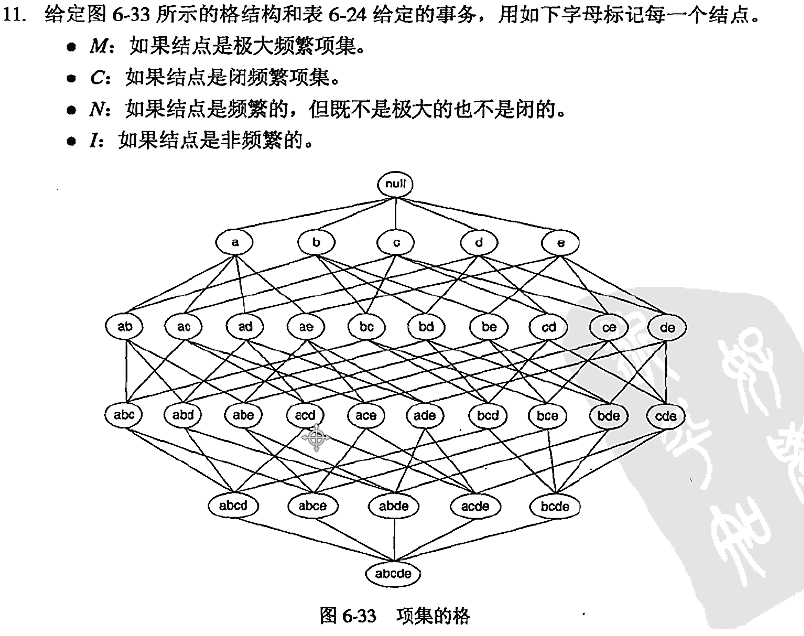 11. 给定图 6-33 所示的格结构和表 6-24 给定的事务，用如下字母标记每一个结点。
● M：如果结点是极大频繁项集。
● C：如果结点是闭频繁项集。
● N：如果结点是频繁的，但既不是极大的也不是闭的。
● I：如果结点是非频繁的。
null
a b c d e
ab ac ad ae bc bd be cd ce de
abc abd abe acd ace ade bcd bce bde cde
abcd abce abde acde bcde
abcde
图 6-33 项集的格